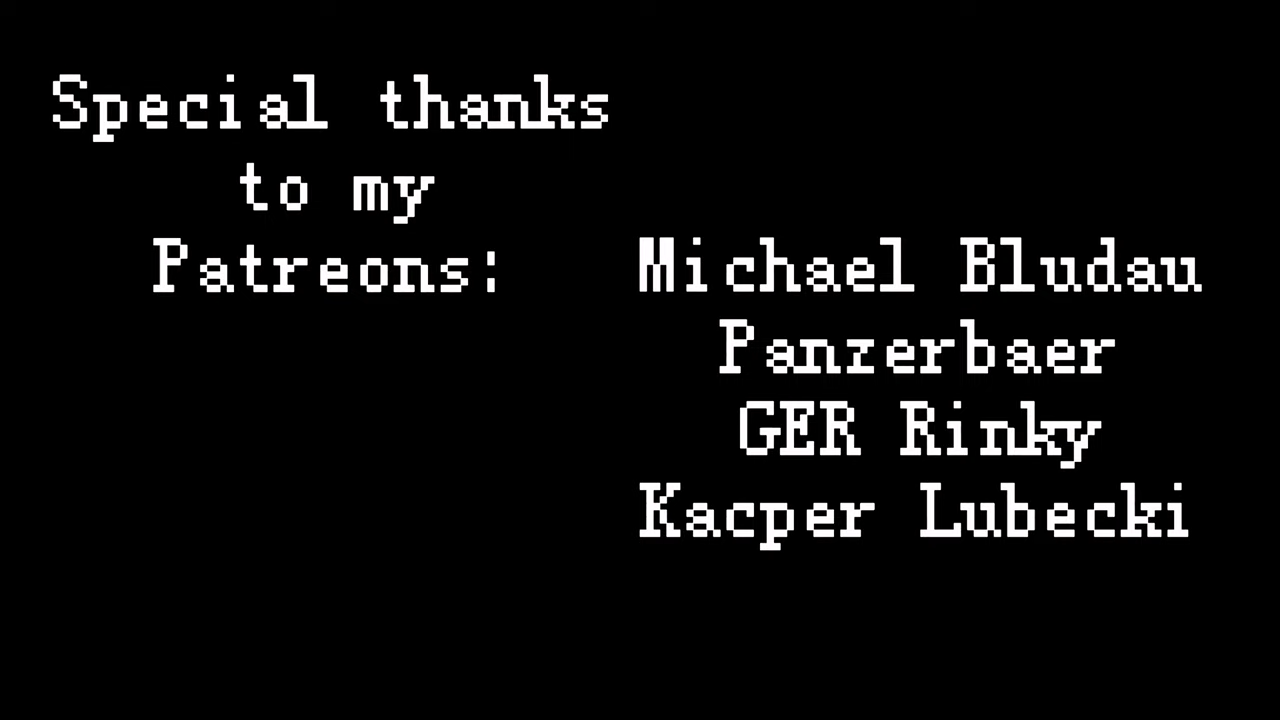 Special thanks
to my
Patreons:
Michael Bludau
Panzerbaer
GER Rinky
Kacper Lubecki